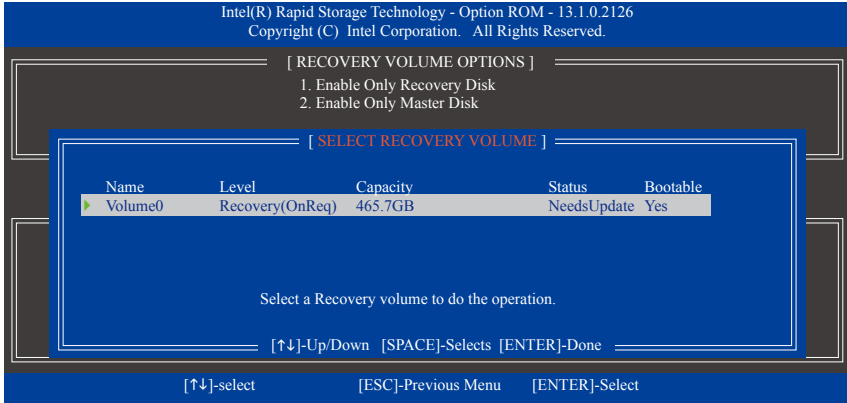 Intel(R) Rapid Storage Technology - Option ROM - 13.1.0.2126
Copyright (C) Intel Corporation. All Rights Reserved.
[ RECOVERY VOLUME OPTIONS ]
1. Enable Only Recovery Disk
2. Enable Only Master Disk
[ SELECT RECOVERY VOLUME ]
Name Level Capacity Status Bootable
Volume0 Recovery(OnReq) 465.7GB NeedsUpdate Yes
Select a Recovery volume to do the operation.
[↑↓]-Up/Down [SPACE]-Selects [ENTER]-Done
[↑↓]-select [ESC]-Previous Menu [ENTER]-Select